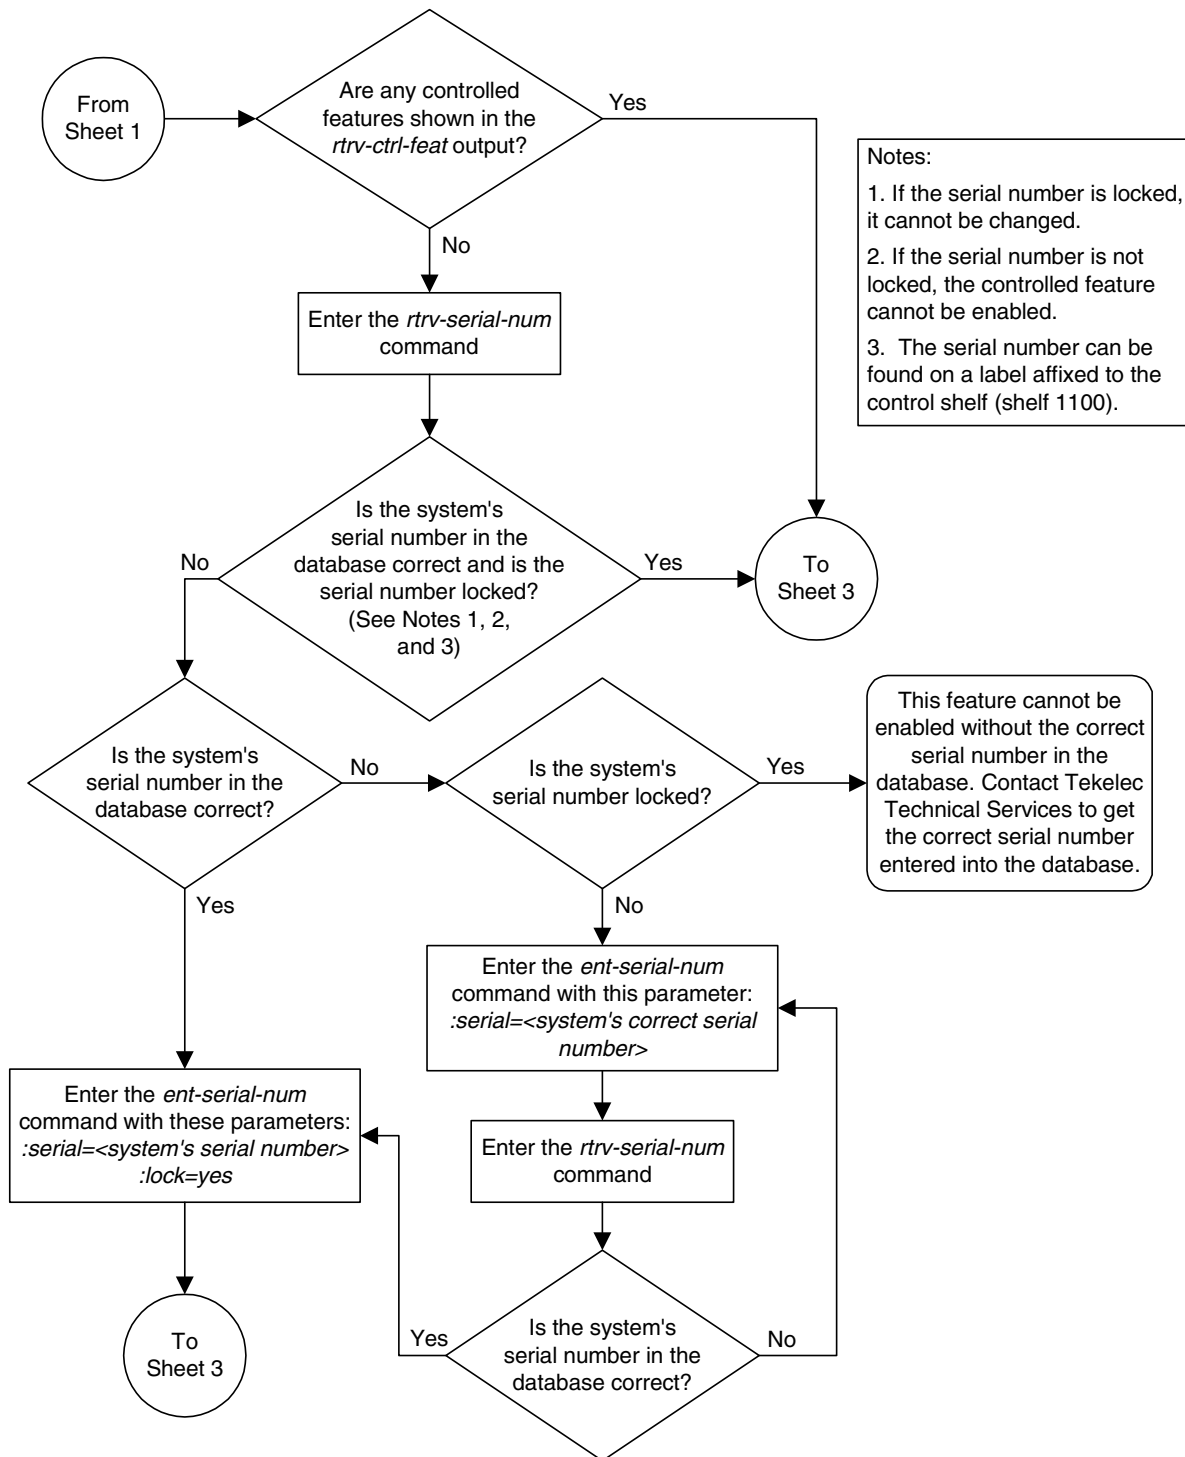 From
Sheet 1
Are any controlled
features shown in the
rtrv-ctrl-feat output?
Yes
No
Notes:
1. If the serial number is locked,
it cannot be changed.
2. If the serial number is not
locked, the controlled feature
cannot be enabled.
3. The serial number can be
found on a label affixed to the
control shelf (shelf 1100).
Enter the rtrv-serial-num
command
Is the system's
serial number in the
database correct and is the
serial number locked?
(See Notes 1, 2,
and 3)
No
Yes
To
Sheet 3
Is the system's
serial number in the
database correct?
No
Yes
Is the system's
serial number locked?
Yes
No
This feature cannot be
enabled without the correct
serial number in the
database. Contact Tekelec
Technical Services to get
the correct serial number
entered into the database.
Enter the ent-serial-num
command with this parameter:
:serial=<system's correct serial
number>
Enter the ent-serial-num
command with these parameters:
:serial=<system's serial number>
:lock=yes
Enter the rtrv-serial-num
command
To
Sheet 3
Is the system's
serial number in the
database correct?
Yes
No